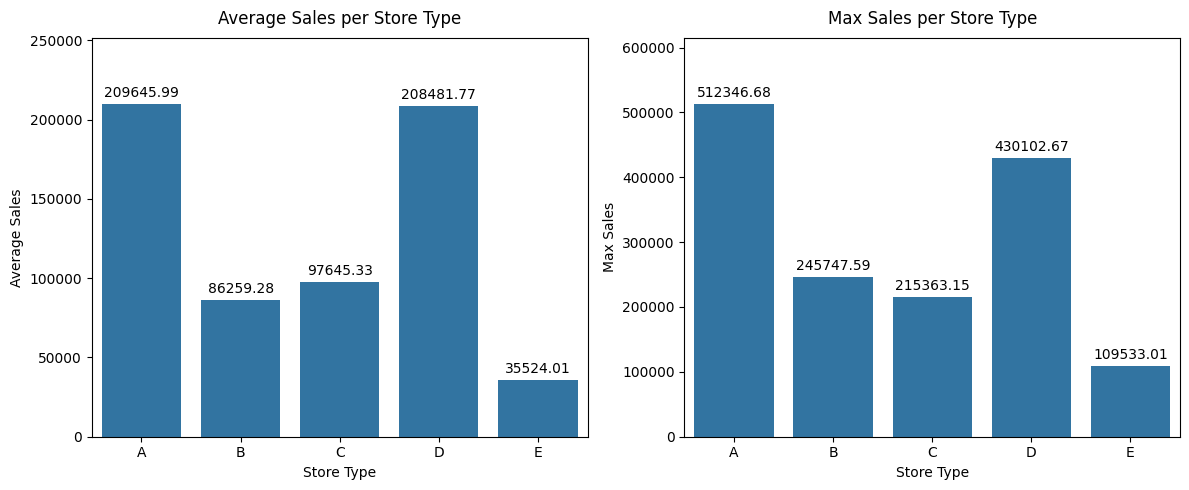 Average Sales per Store Type
250000
200000
150000
100000
50000
0
Average Sales
209645.99
86259.28
97645.33
208481.77
35524.01
A B C D E
Store Type
Max Sales per Store Type
600000
500000
400000
300000
200000
100000
0
Max Sales
512346.68
245747.59
215363.15
430102.67
109533.01
A B C D E
Store Type